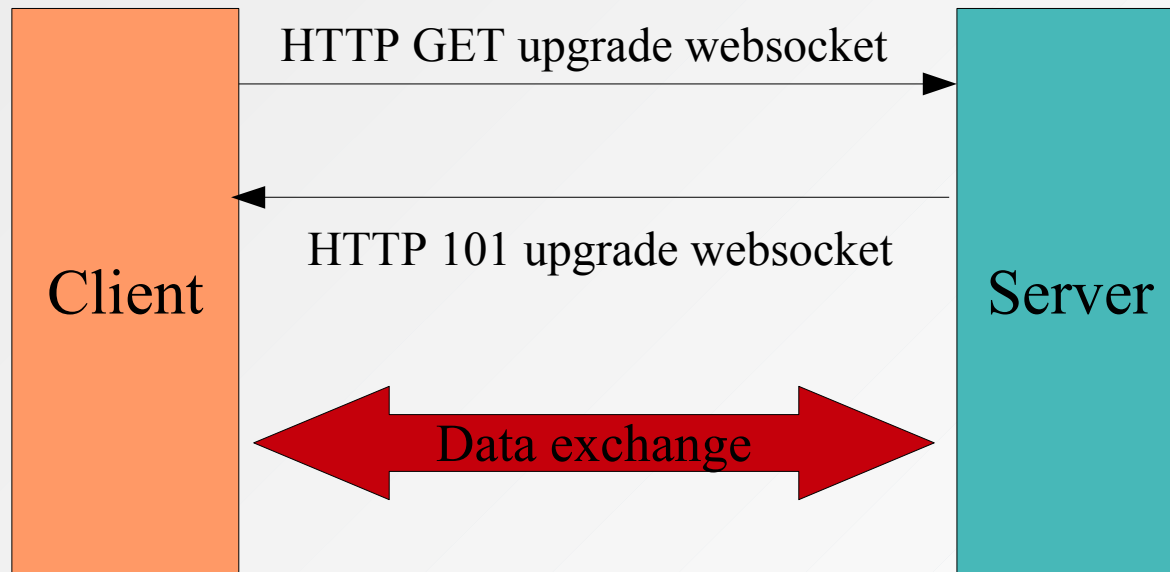 HTTP GET upgrade websocket
HTTP 101 upgrade websocket
Client
Server
Data exchange